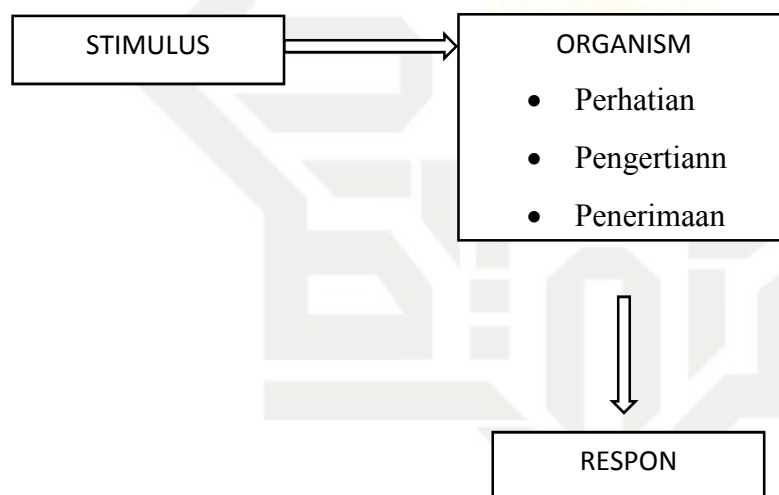 STIMULUS
ORGANISM
• Perhatian
• Pengertiann
• Penerimaan
RESPON